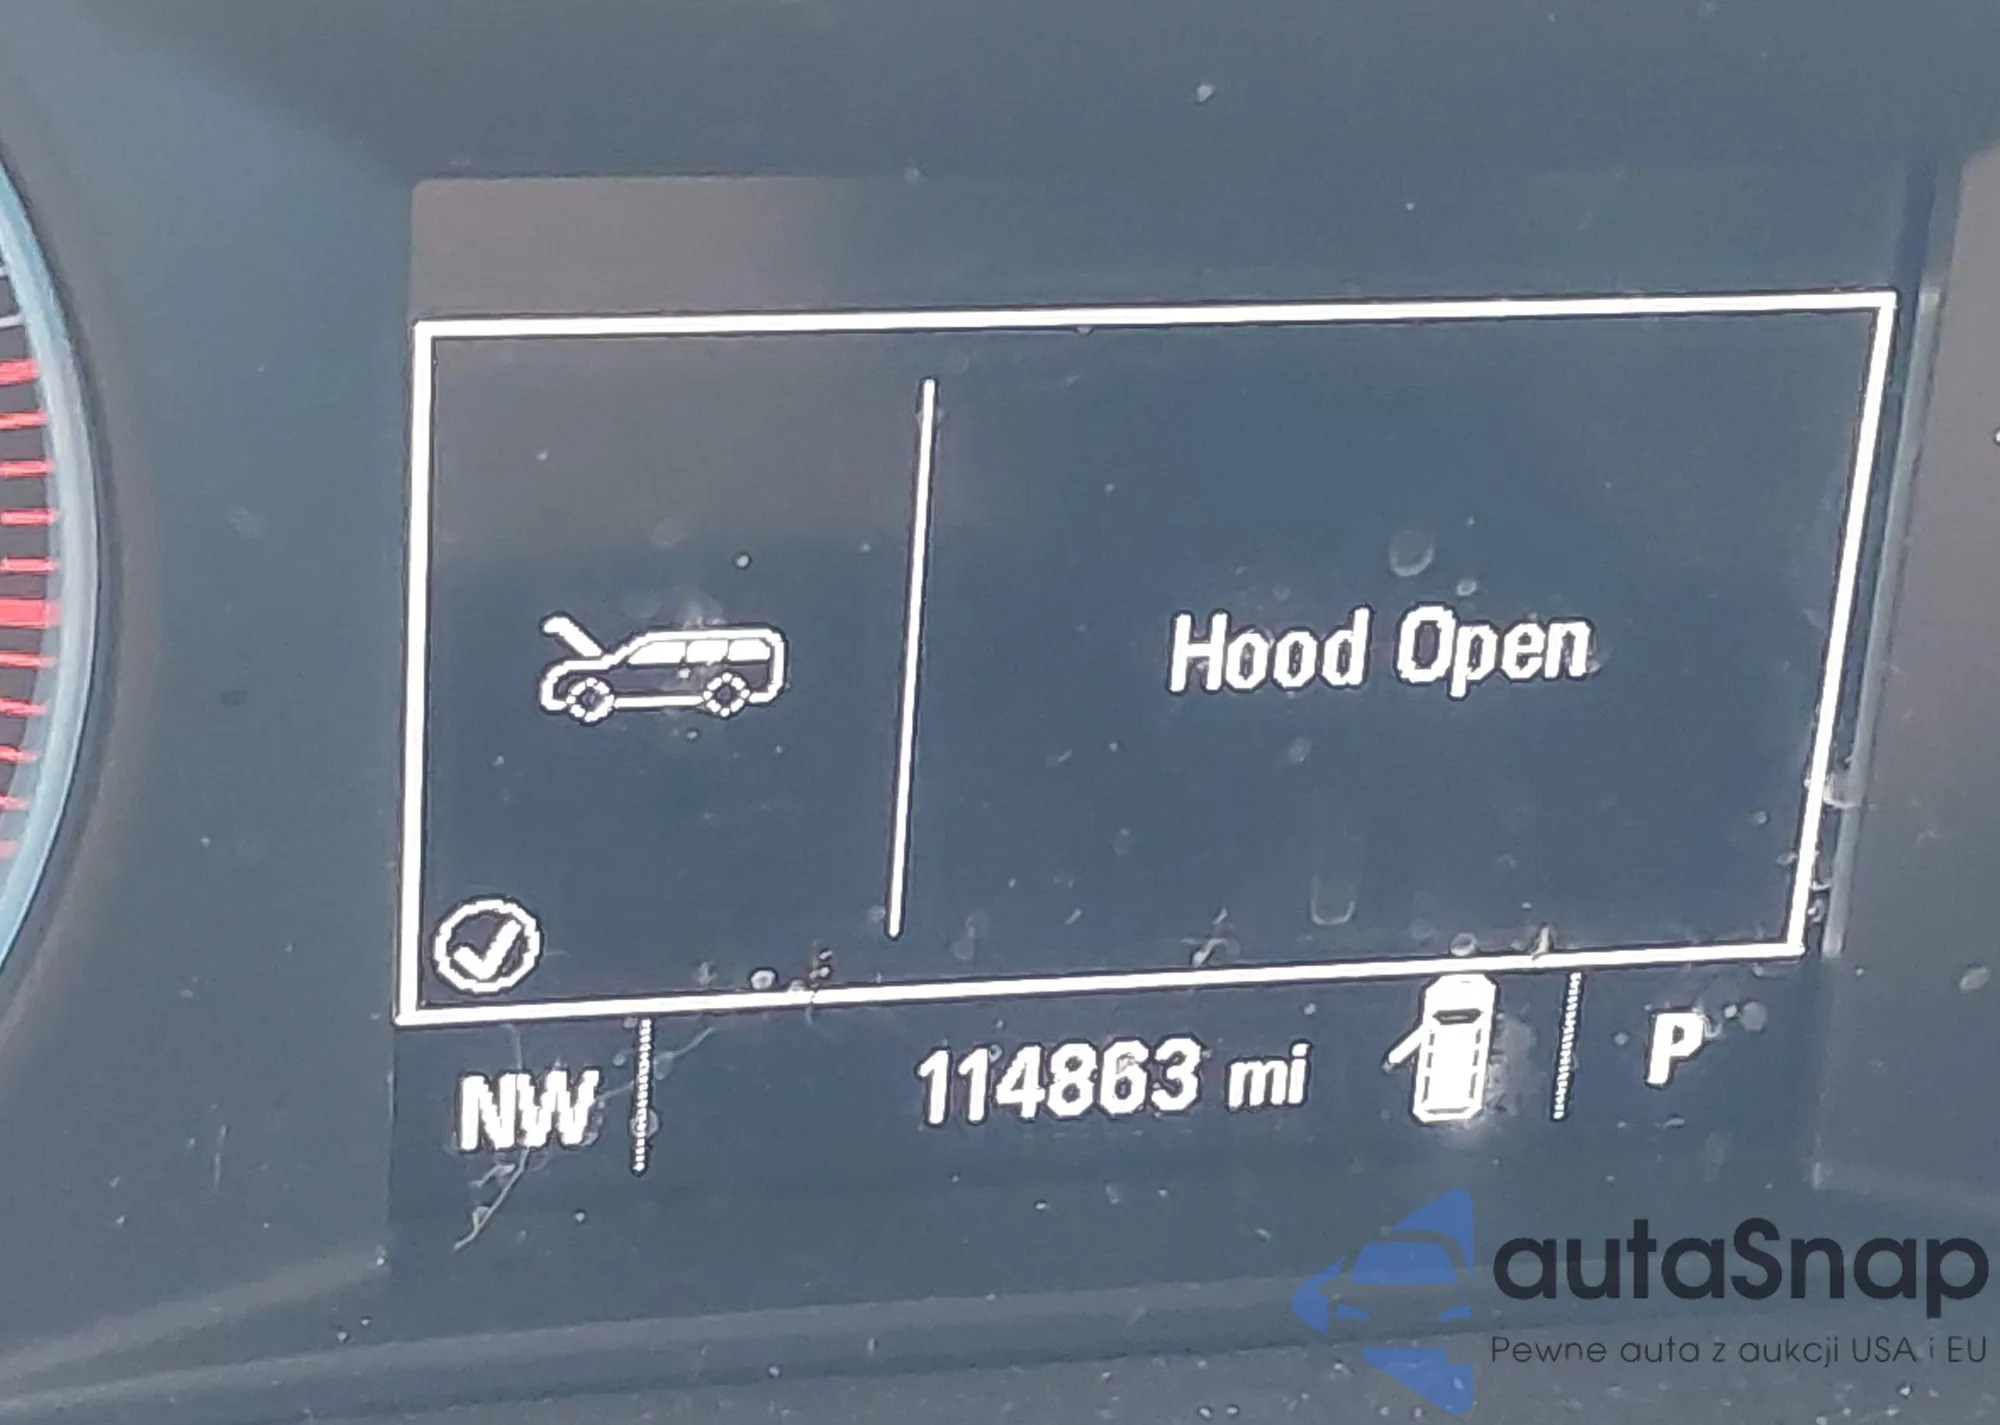 Hood Open
NW 114863 mi P
autaSnap
Pewne auta z aukcji USA i EU